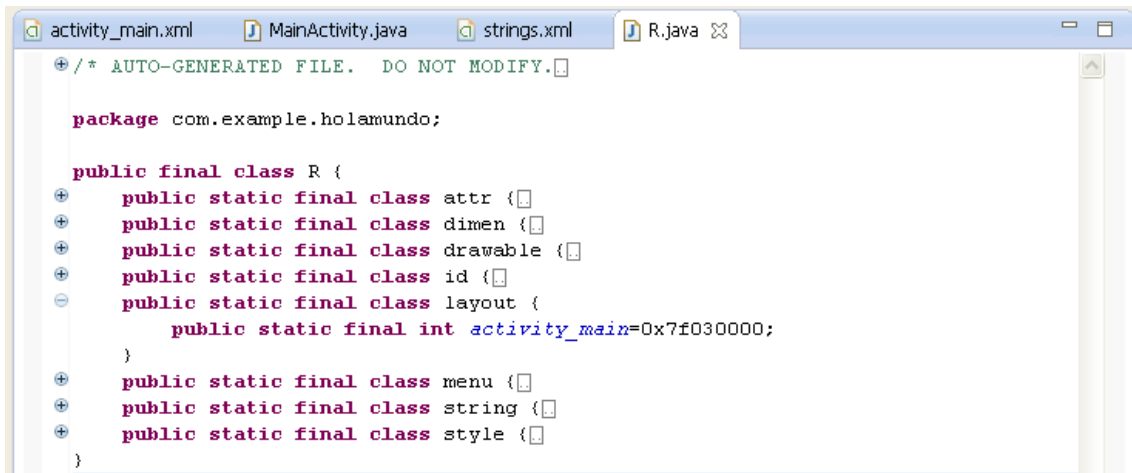 activity_main.xml MainActivity.java strings.xml R.java
/* AUTO-GENERATED FILE.  DO NOT MODIFY.
package com.example.holamundo;
public final class R {
public static final class attr {
public static final class dimen {
public static final class drawable {
public static final class id {
public static final class layout {
public static final int activity_main=0x7f030000;
}
public static final class menu {
public static final class string {
public static final class style {
}